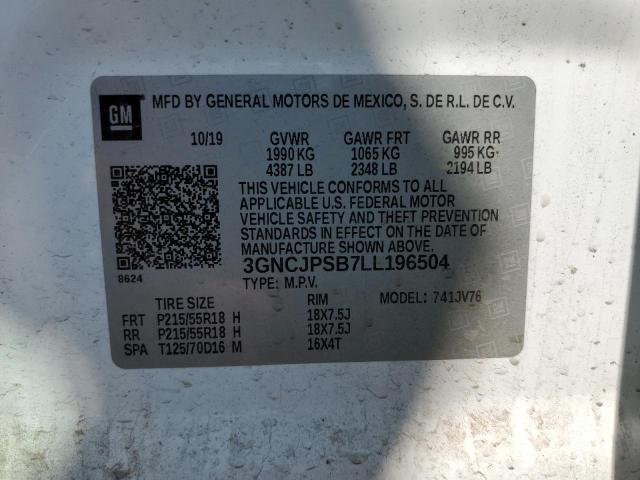 GM MFD BY GENERAL MOTORS DE MEXICO, S. DE R.L. DE C.V.
10/19 GVWR GAWR FRT GAWR RR
1990 KG 1065 KG 995 KG
4387 LB 2348 LB 2194 LB
THIS VEHICLE CONFORMS TO ALL
APPLICABLE U.S. FEDERAL MOTOR
VEHICLE SAFETY AND THEFT PREVENTION
STANDARDS IN EFFECT ON THE DATE OF
MANUFACTURE SHOWN ABOVE.
3GNCJPSB7LL196504
8624 TYPE: M.P.V.
TIRE SIZE RIM MODEL: 741JV76
FRT P215/55R18 H 18X7.5J
RR P215/55R18 H 18X7.5J
SPA T125/70D16 M 16X4T